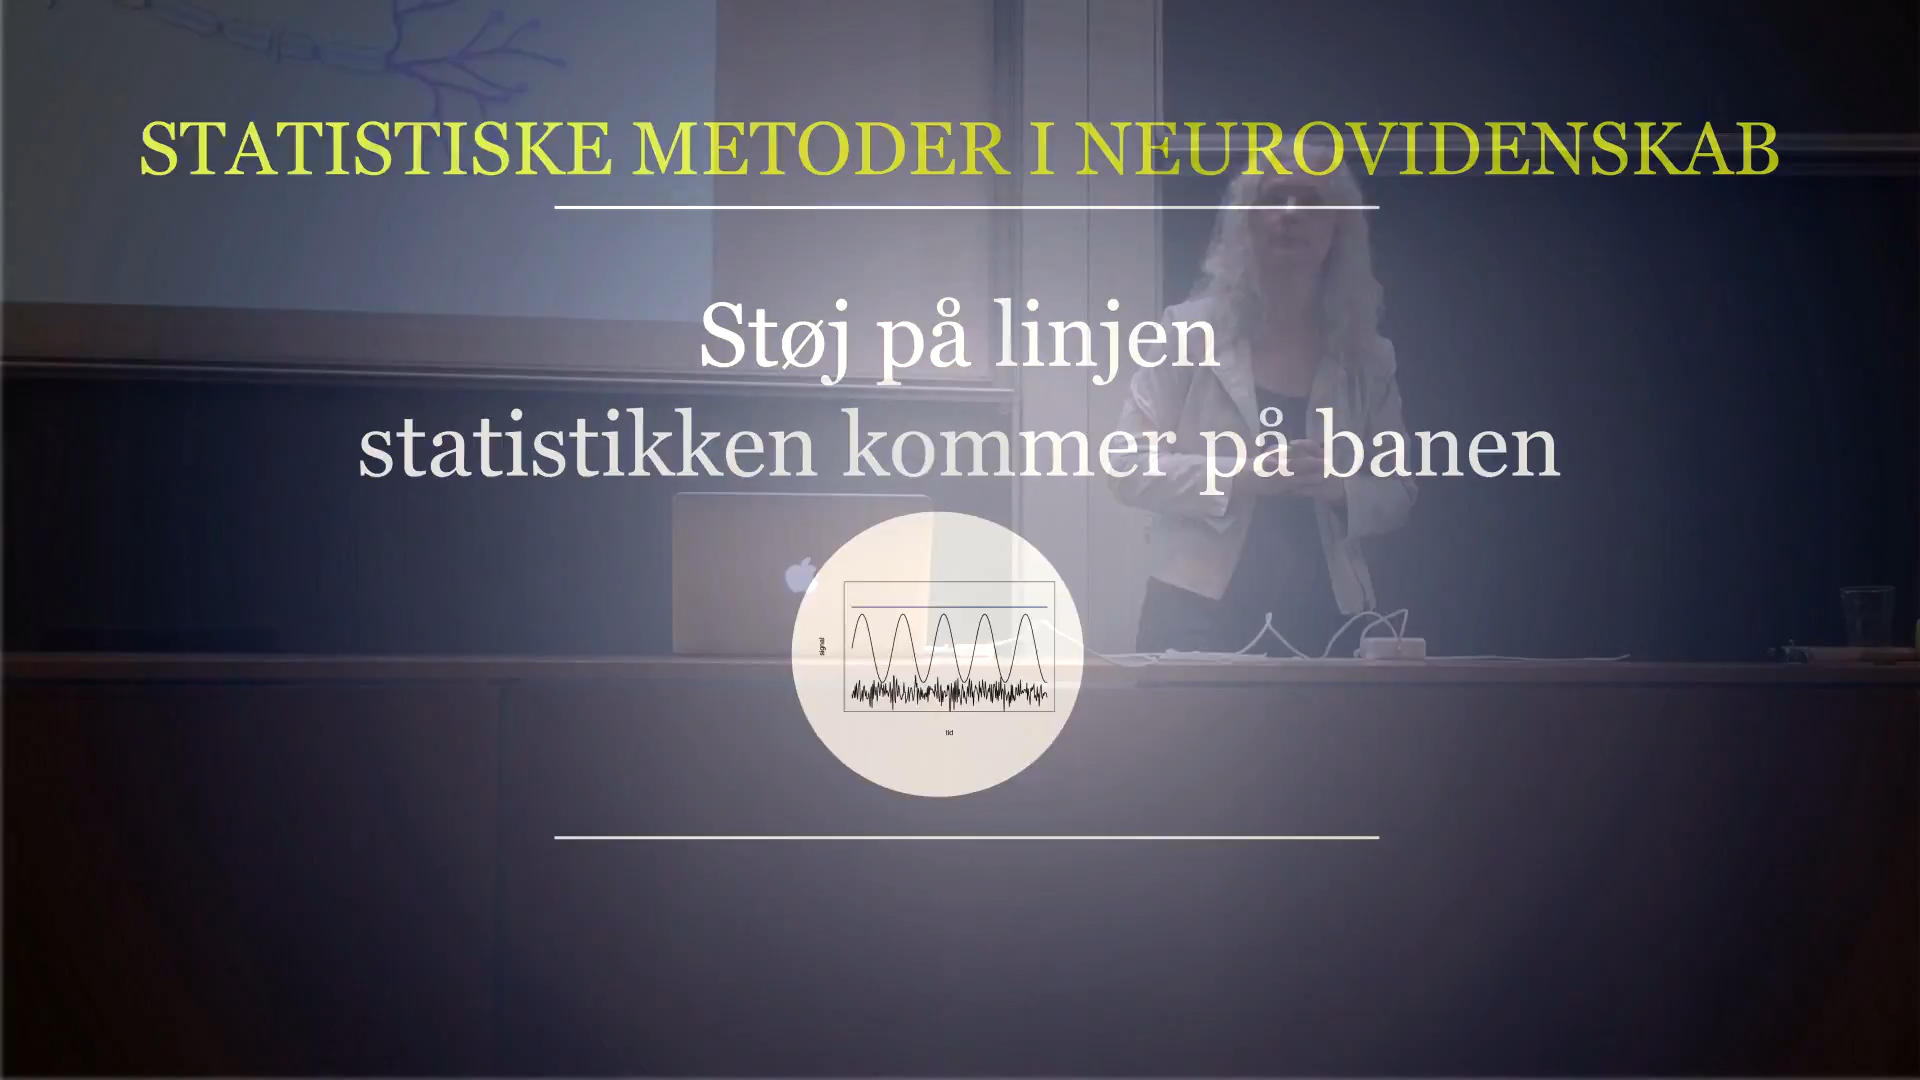 STATISTISKE METODER I NEUROVIDENSKAB
Støj på linjen
statistikken kommer på banen
signal
tid